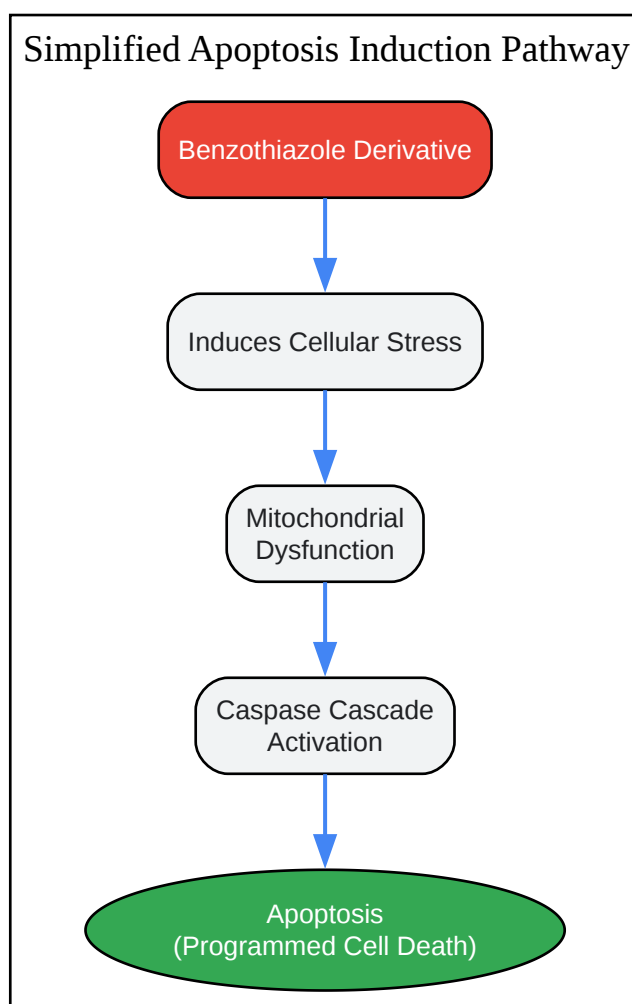 Simplified Apoptosis Induction Pathway
Benzothiazole Derivative
Induces Cellular Stress
Mitochondrial
Dysfunction
Caspase Cascade
Activation
Apoptosis
(Programmed Cell Death)